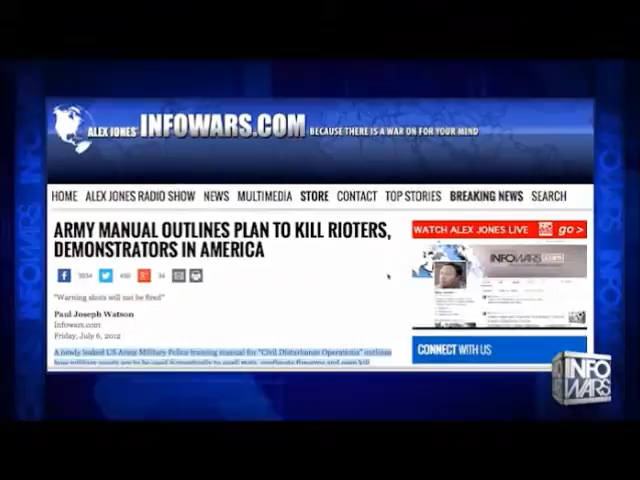 ALEX JONES' INFOWARS.COM BECAUSE THERE IS A WAR ON FOR YOUR MIND
HOME ALEX JONES RADIO SHOW NEWS MULTIMEDIA STORE CONTACT TOP STORIES BREAKING NEWS SEARCH
ARMY MANUAL OUTLINES PLAN TO KILL RIOTERS,
DEMONSTRATORS IN AMERICA
WATCH ALEX JONES LIVE go >
INFOWARS.COM
"Warning shots will not be fired"
Paul Joseph Watson
Infowars.com
Friday, July 6, 2012
A newly leaked US Army Military Police training manual for "Civil Disturbance Operations" outlines
CONNECT WITH US
INFO
WARS